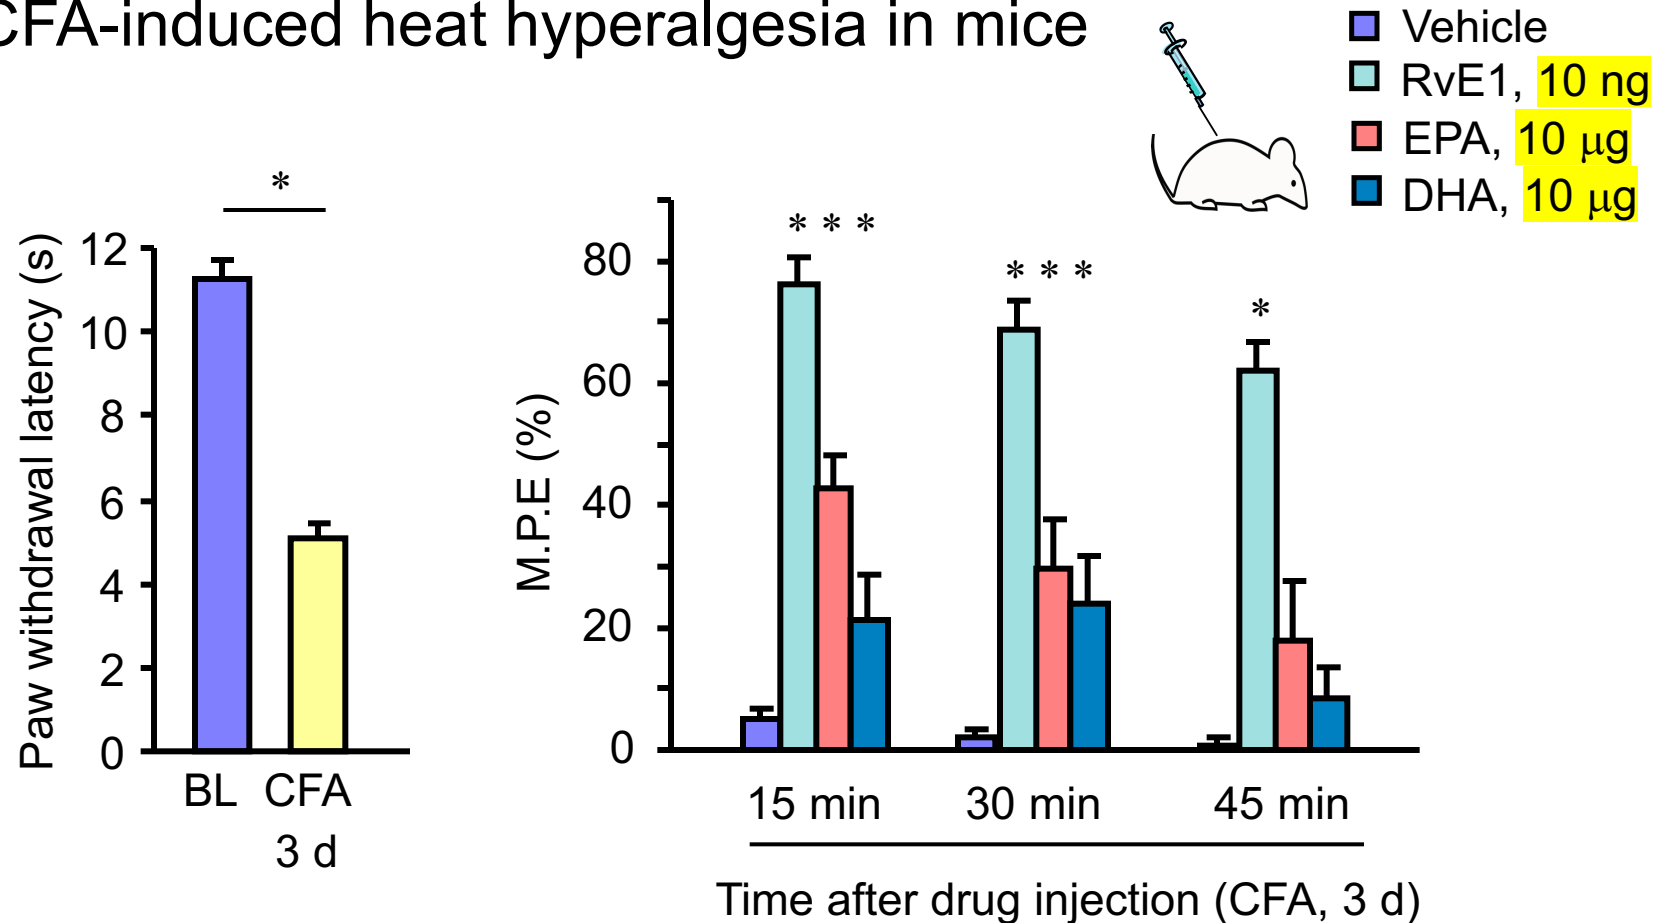 CFA-induced heat hyperalgesia in mice
Vehicle
RvE1, 10 ng
EPA, 10 μg
DHA, 10 μg
*
Paw withdrawal latency (s)
12
10
8
6
4
2
0
BL CFA
3 d
M.P.E (%)
80
60
40
20
0
* * *
* * *
*
15 min 30 min 45 min
Time after drug injection (CFA, 3 d)